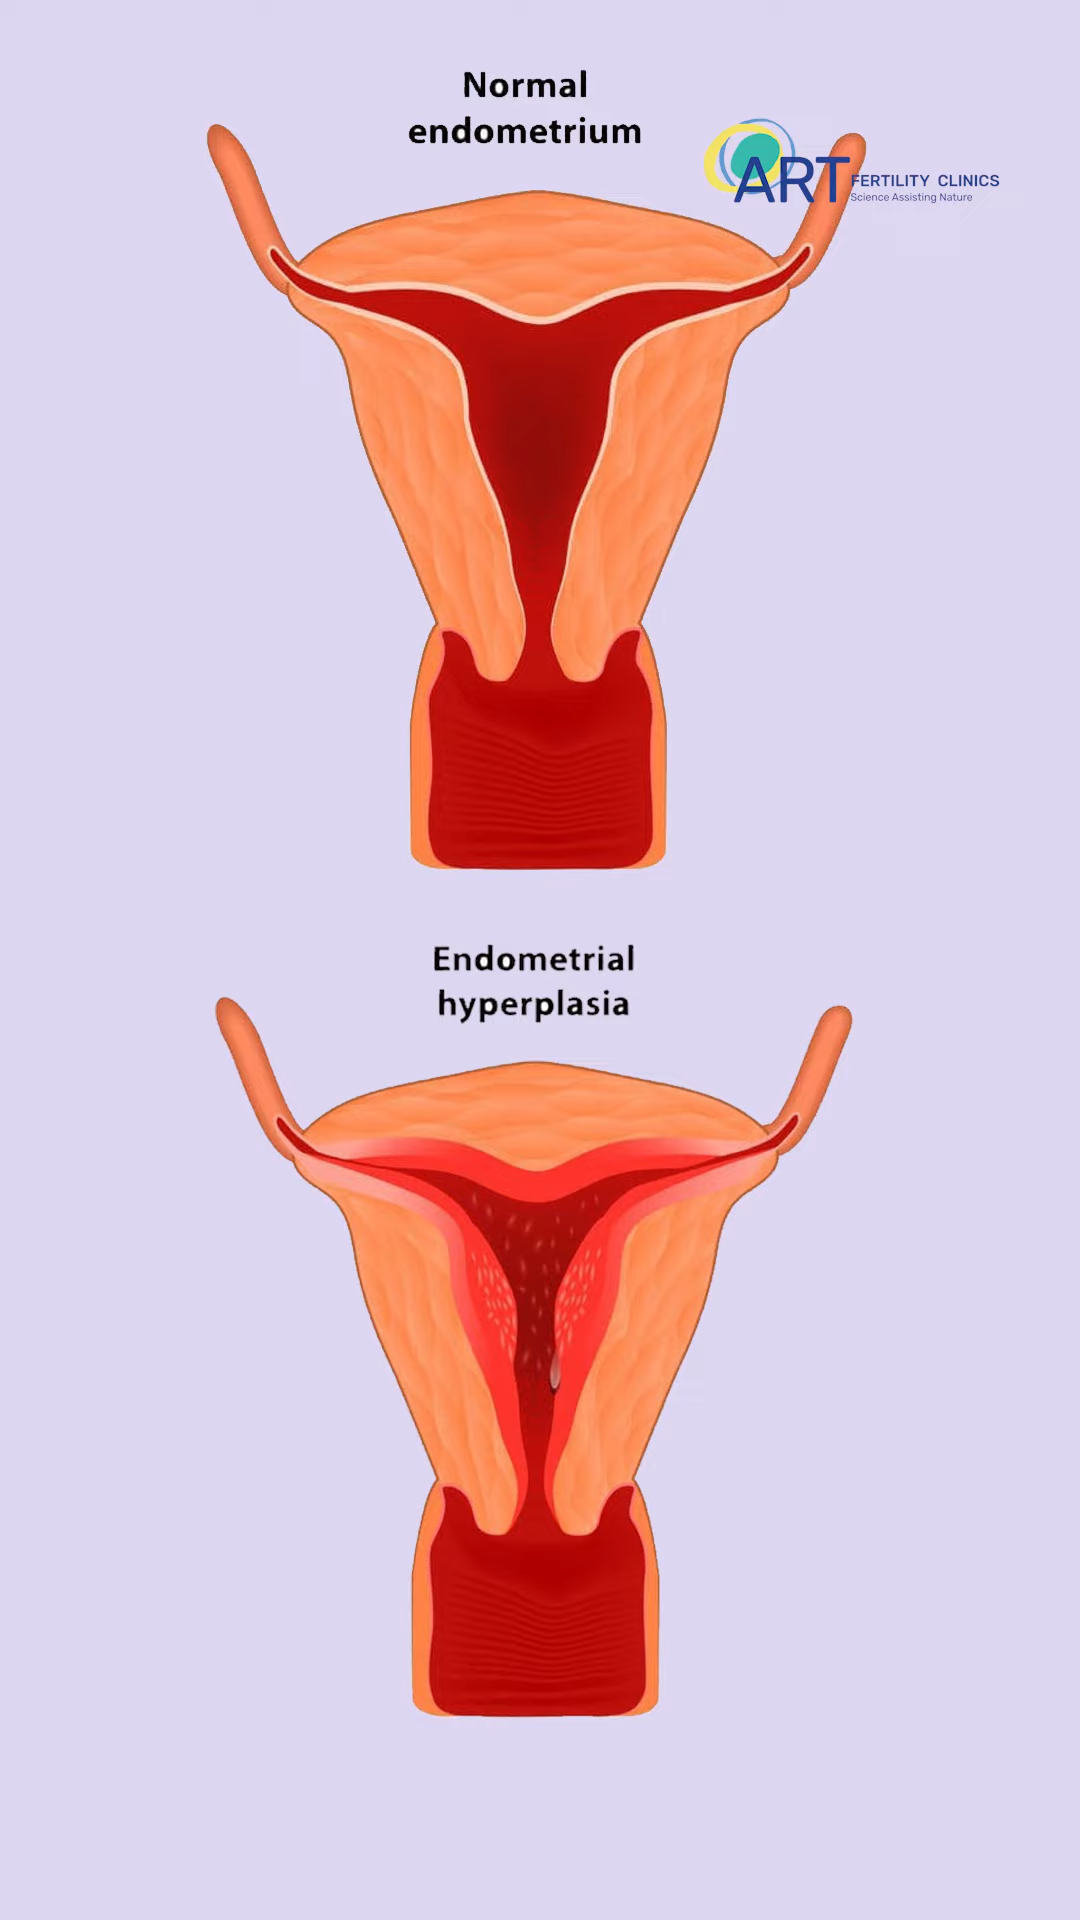 Normal
endometrium
ART
FERTILITY CLINICS
Science Assisting Nature
Endometrial
hyperplasia